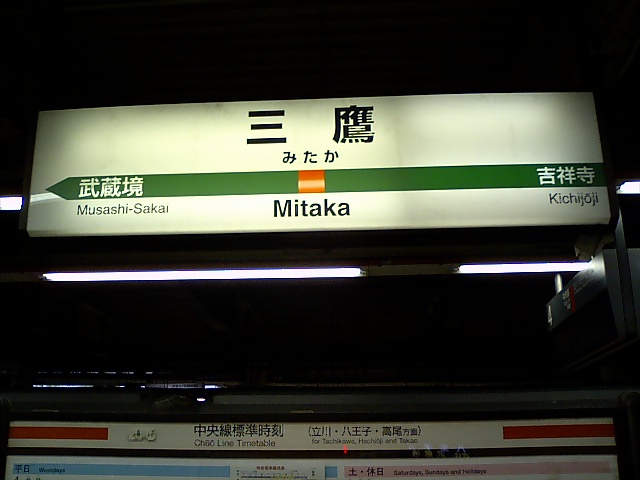 三鷹
みたか
武蔵境
吉祥寺
Musashi-Sakai
Mitaka
Kichijōji
4
中央線標準時刻
(立川・八王子・高尾方面)
Chūō Line Timetable
for Tachikawa, Hachiōji and Takao
平日 Weekdays
土・休日 Saturdays, Sundays and Holidays